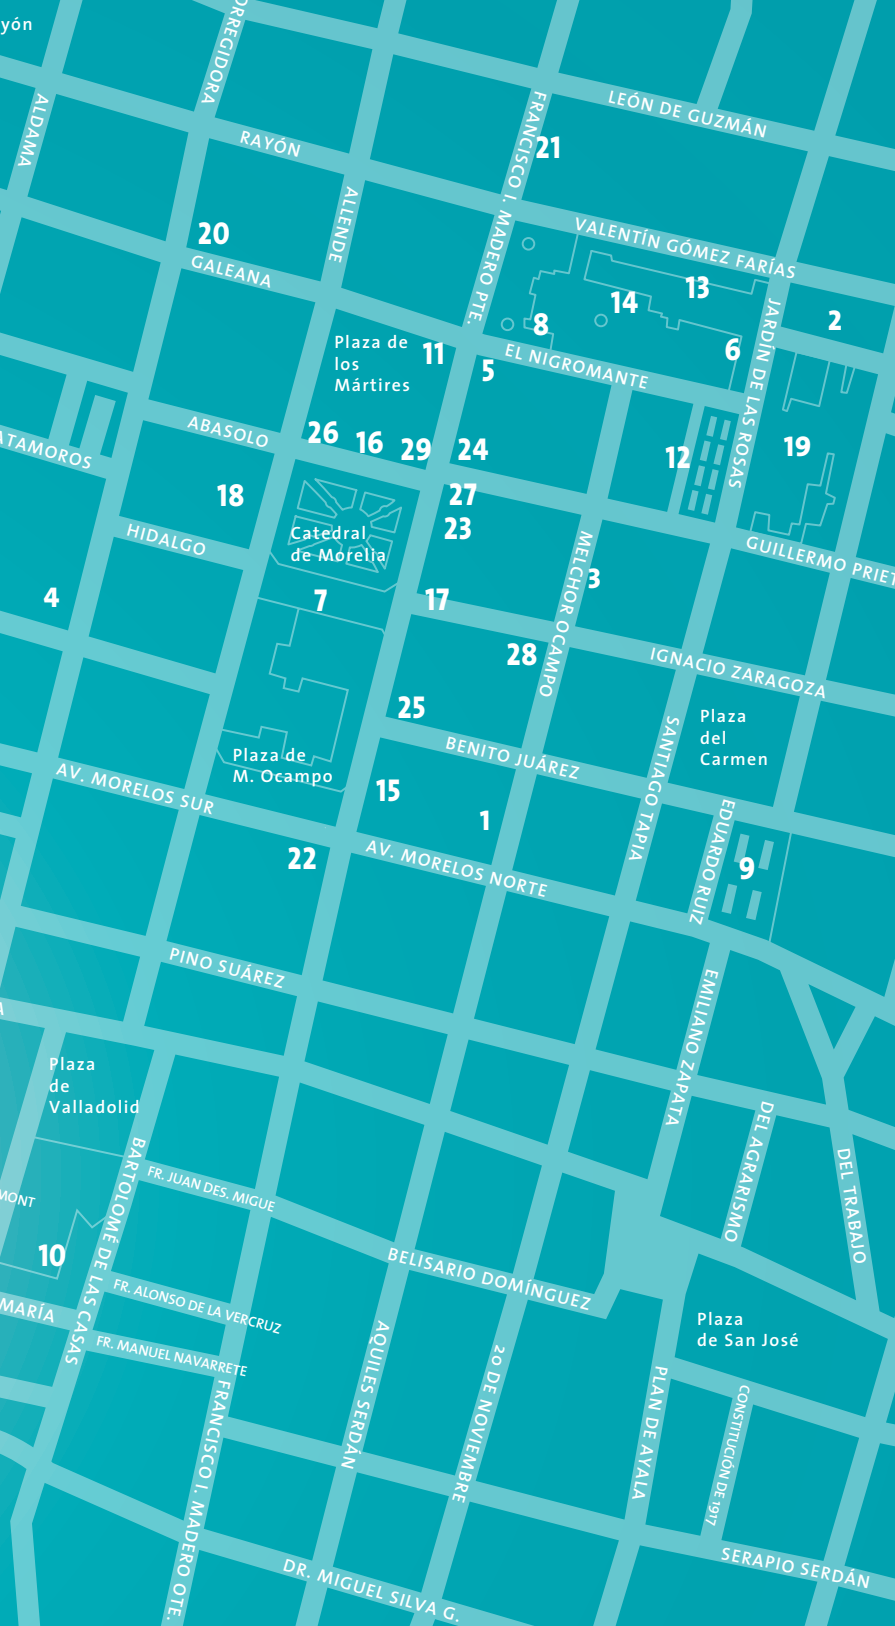 yón
ORREGIDORA
ALDAMA
LEÓN DE GUZMÁN
FRANCISCO I. MADERO PTE.
21
RAYÓN
ALLENDE
20
VALENTÍN GÓMEZ FARÍAS
GALEANA
13
14
2
8
JARDÍN DE LAS ROSAS
Plaza de
los
Mártires
11
5
EL NIGROMANTE
6
ABASOLO
26
16
29
24
12
19
ATAMOROS
18
27
23
Catedral
de Morelia
HIDALGO
GUILLERMO PRIET
MELCHOR OCAMPO
3
4
7
17
28
IGNACIO ZARAGOZA
25
Plaza
del
Carmen
SANTIAGO TAPIA
BENITO JUÁREZ
Plaza de
M. Ocampo
AV. MORELOS SUR
15
1
EDUARDO RUIZ
22
AV. MORELOS NORTE
9
PINO SUÁREZ
A
EMILIANO ZAPATA
Plaza
de
Valladolid
DEL AGRARISMO
DEL TRABAJO
BARTOLOMÉ DE LAS CASAS
FR. JUAN DES. MIGUE
MONT
10
BELISARIO DOMÍNGUEZ
FR. ALONSO DE LA VERCRUZ
MARÍA
FR. MANUEL NAVARRETE
Plaza
de San José
AQUILES SERDÁN
20 DE NOVIEMBRE
PLAN DE AYALA
FRANCISCO I. MADERO OTE.
CONSTITUCIÓN DE 1917
SERAPIO SERDÁN
DR. MIGUEL SILVA G.